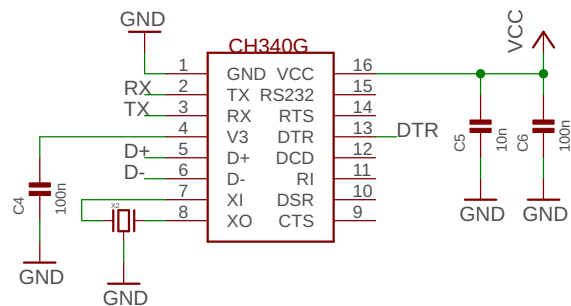 GND
CH340G
VCC
1 GND VCC 16
RX 2 TX RS232 15
TX 3 RX RTS 14
4 V3 DTR 13 DTR
D+ 5 D+ DCD 12
D- 6 D- RI 11
7 XI DSR 10
8 XO CTS 9
C4 100n
X2
C5 10n
C6 100n
GND
GND
GND
GND